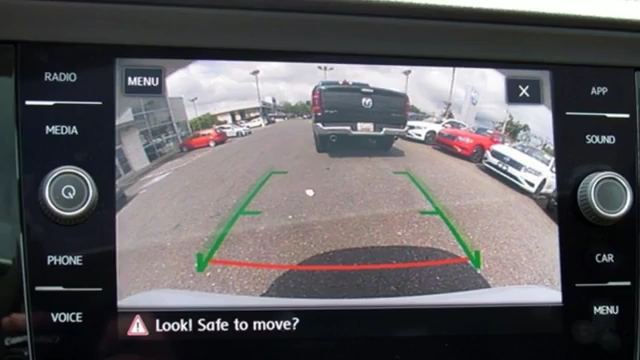 RADIO
MENU
X
APP
MEDIA
SOUND
PHONE
CAR
VOICE
MENU
Look! Safe to move?